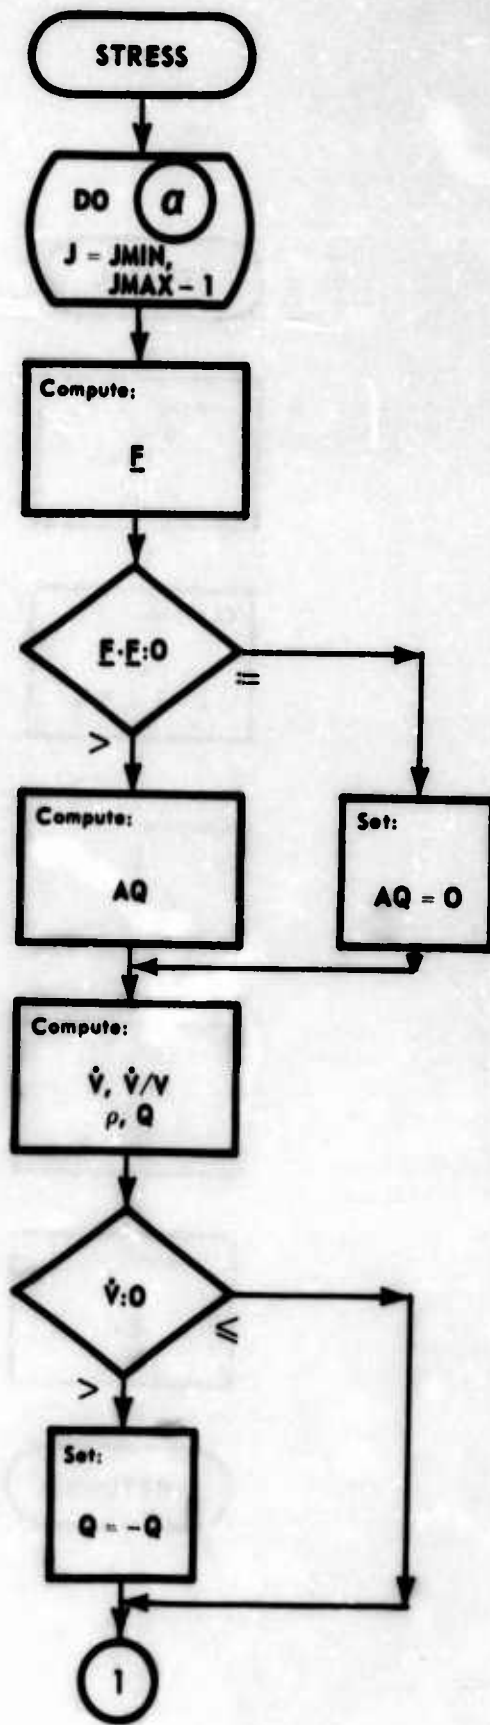 STRESS
DO α
J = JMIN,
JMAX - 1
Compute:
F
F·F:0
=
>
Compute:
AQ
Set:
AQ = 0
Compute:
V̇, V̇/V
ρ, Q
V̇:0
≤
>
Set:
Q = -Q
1